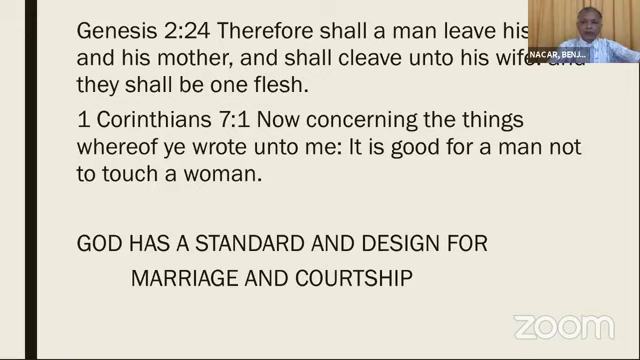 Genesis 2:24 Therefore shall a man leave his
and his mother, and shall cleave unto his wife: and
they shall be one flesh.
1 Corinthians 7:1 Now concerning the things
whereof ye wrote unto me: It is good for a man not
to touch a woman.
GOD HAS A STANDARD AND DESIGN FOR
MARRIAGE AND COURTSHIP
NACAR, BENJ...
zoom